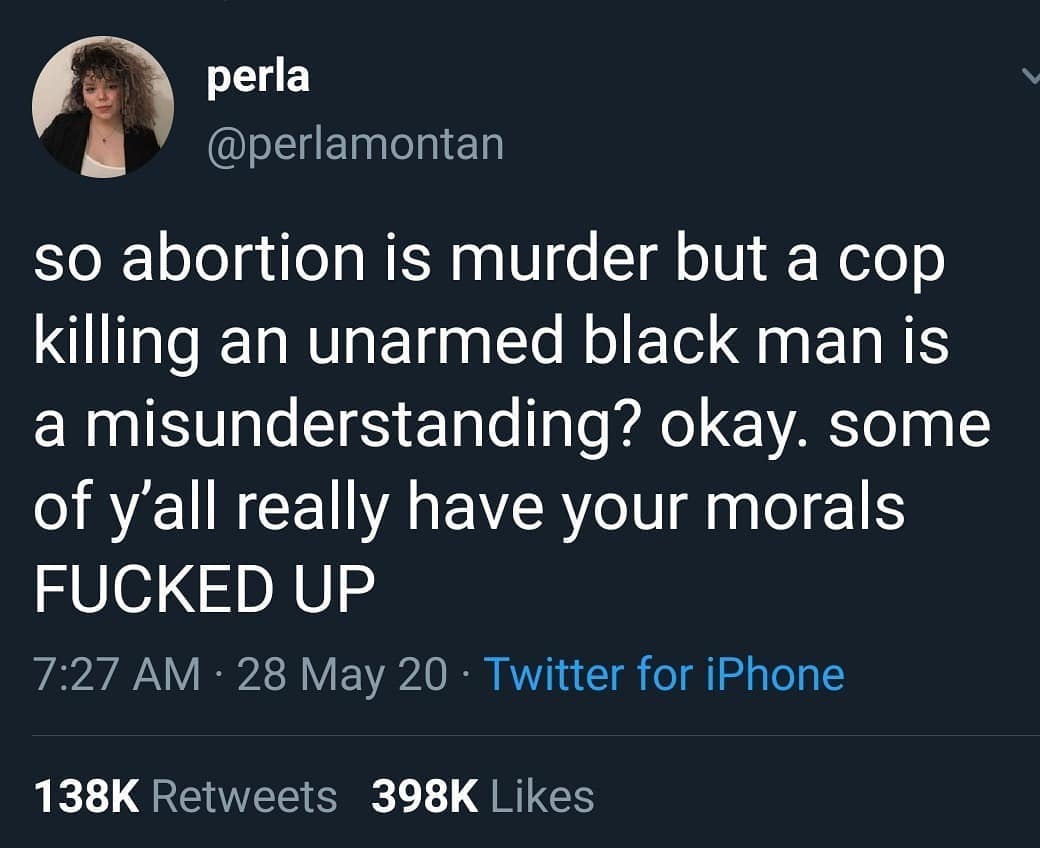 perla
@perlamontan
so abortion is murder but a cop
killing an unarmed black man is
a misunderstanding? okay. some
of y’all really have your morals
FUCKED UP
7:27 AM · 28 May 20 · Twitter for iPhone
138K Retweets 398K Likes